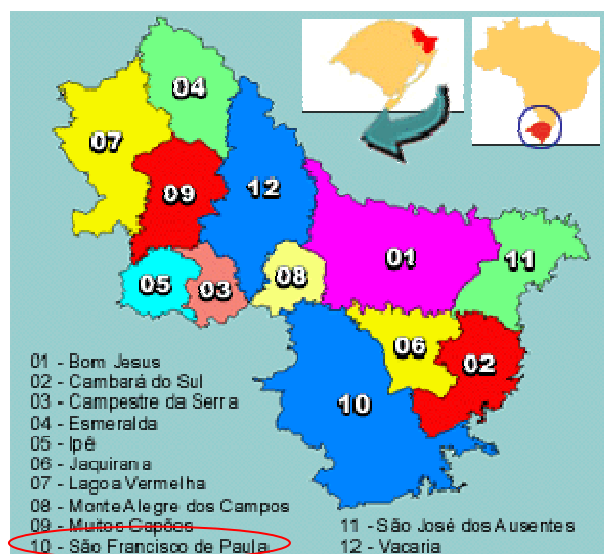 04
07
09
12
01
11
05
03
08
06
02
10
01 - Bom Jesus
02 - Cambará do Sul
03 - Campestre da Serra
04 - Esmeralda
05 - Ipê
06 - Jaquirana
07 - Lagoa Vermelha
08 - Monte Alegre dos Campos
09 - Muitos Capões
10 - São Francisco de Paula
11 - São José dos Ausentes
12 - Vacaria